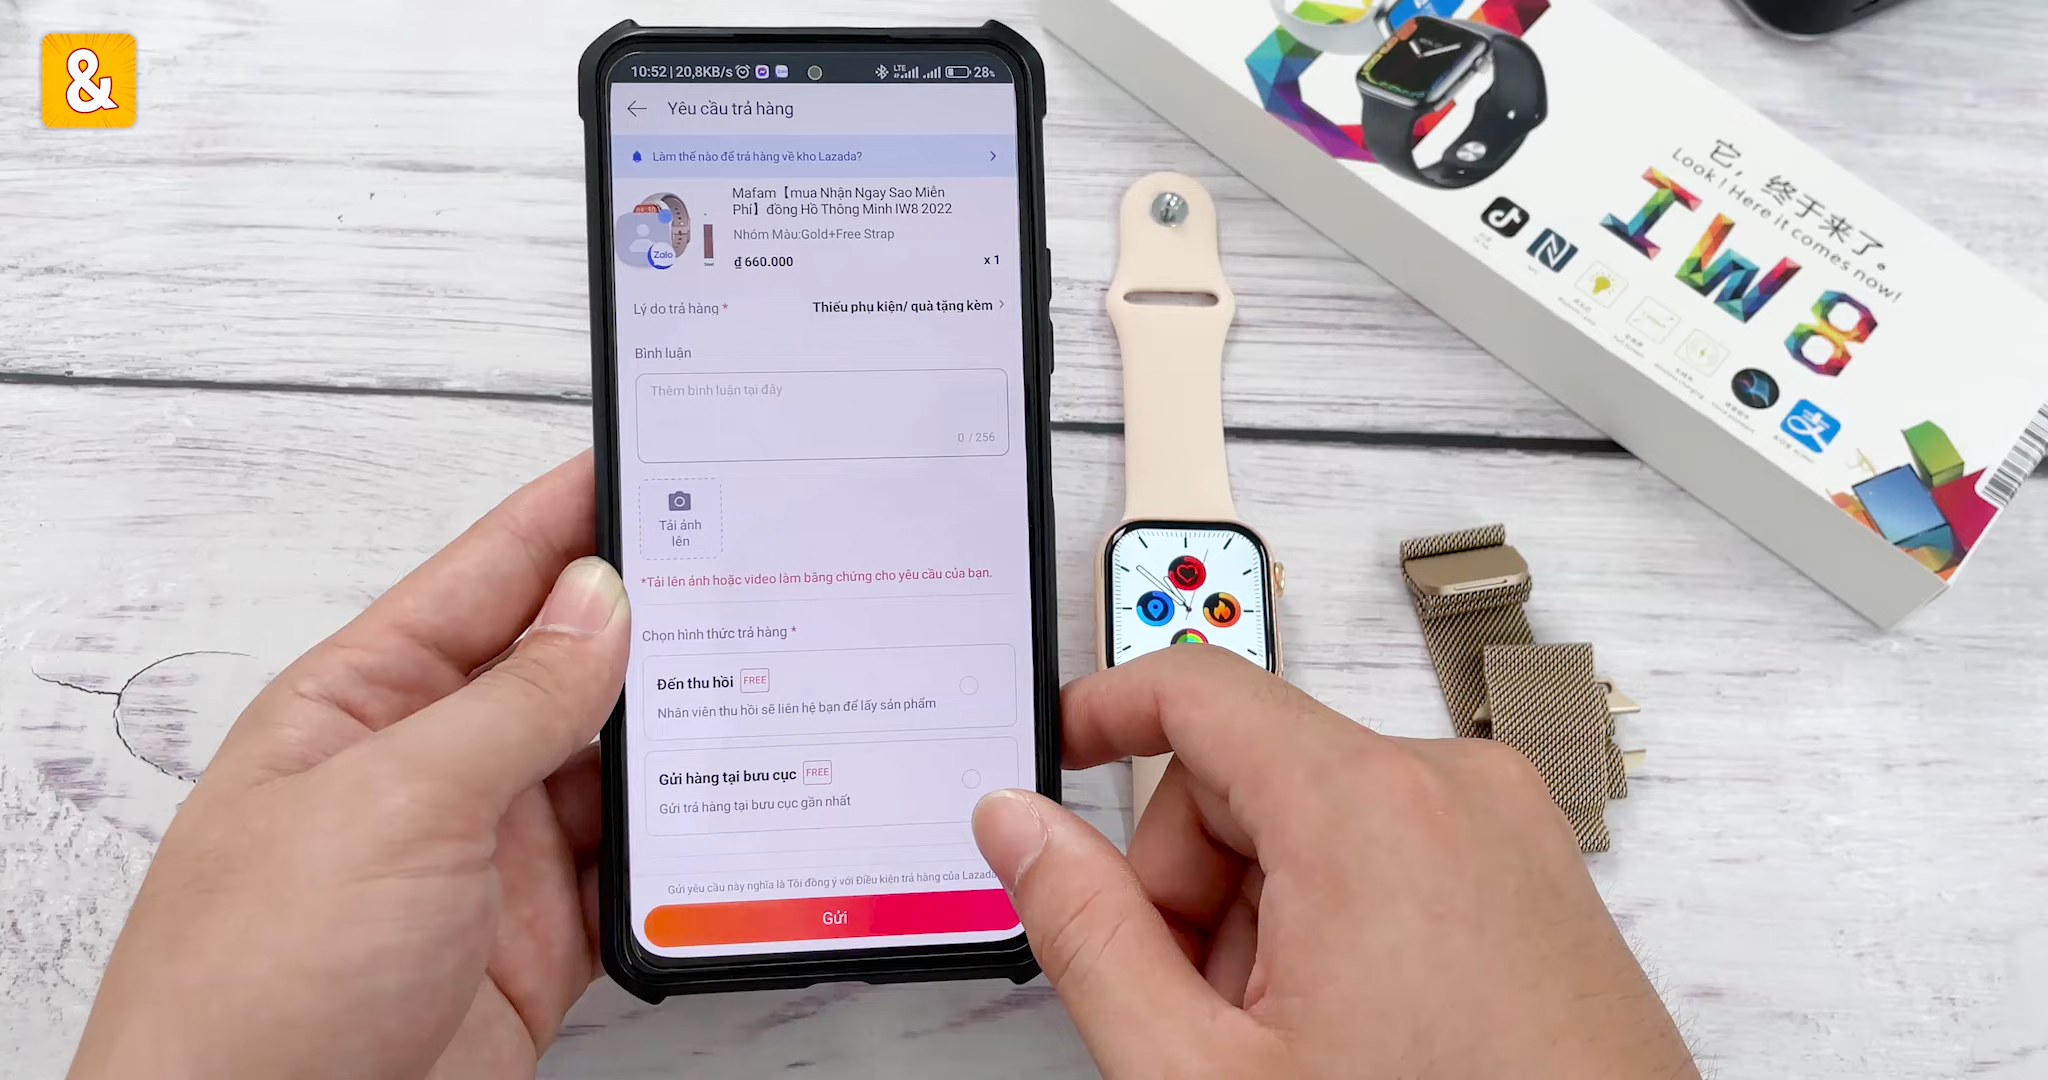 &
10:52 | 20,8KB/s
LTE
28%
Yêu cầu trả hàng
Làm thế nào để trả hàng về kho Lazada?
Mafam【mua Nhận Ngay Sao Miễn
Phí】đồng Hồ Thông Minh IW8 2022
Nhóm Màu:Gold+Free Strap
₫ 660.000
x 1
Zalo
Lý do trả hàng *
Thiếu phụ kiện/ quà tặng kèm
Bình luận
Thêm bình luận tại đây
0 / 256
Tải ảnh
lên
*Tải lên ảnh hoặc video làm bằng chứng cho yêu cầu của bạn.
Chọn hình thức trả hàng *
Đến thu hồi FREE
Nhân viên thu hồi sẽ liên hệ bạn để lấy sản phẩm
Gửi hàng tại bưu cục FREE
Gửi trả hàng tại bưu cục gần nhất
Gửi yêu cầu này nghĩa là Tôi đồng ý với Điều kiện trả hàng của Lazada
Gửi
它，终于来了。
Look! Here it comes now!
IW 8
支